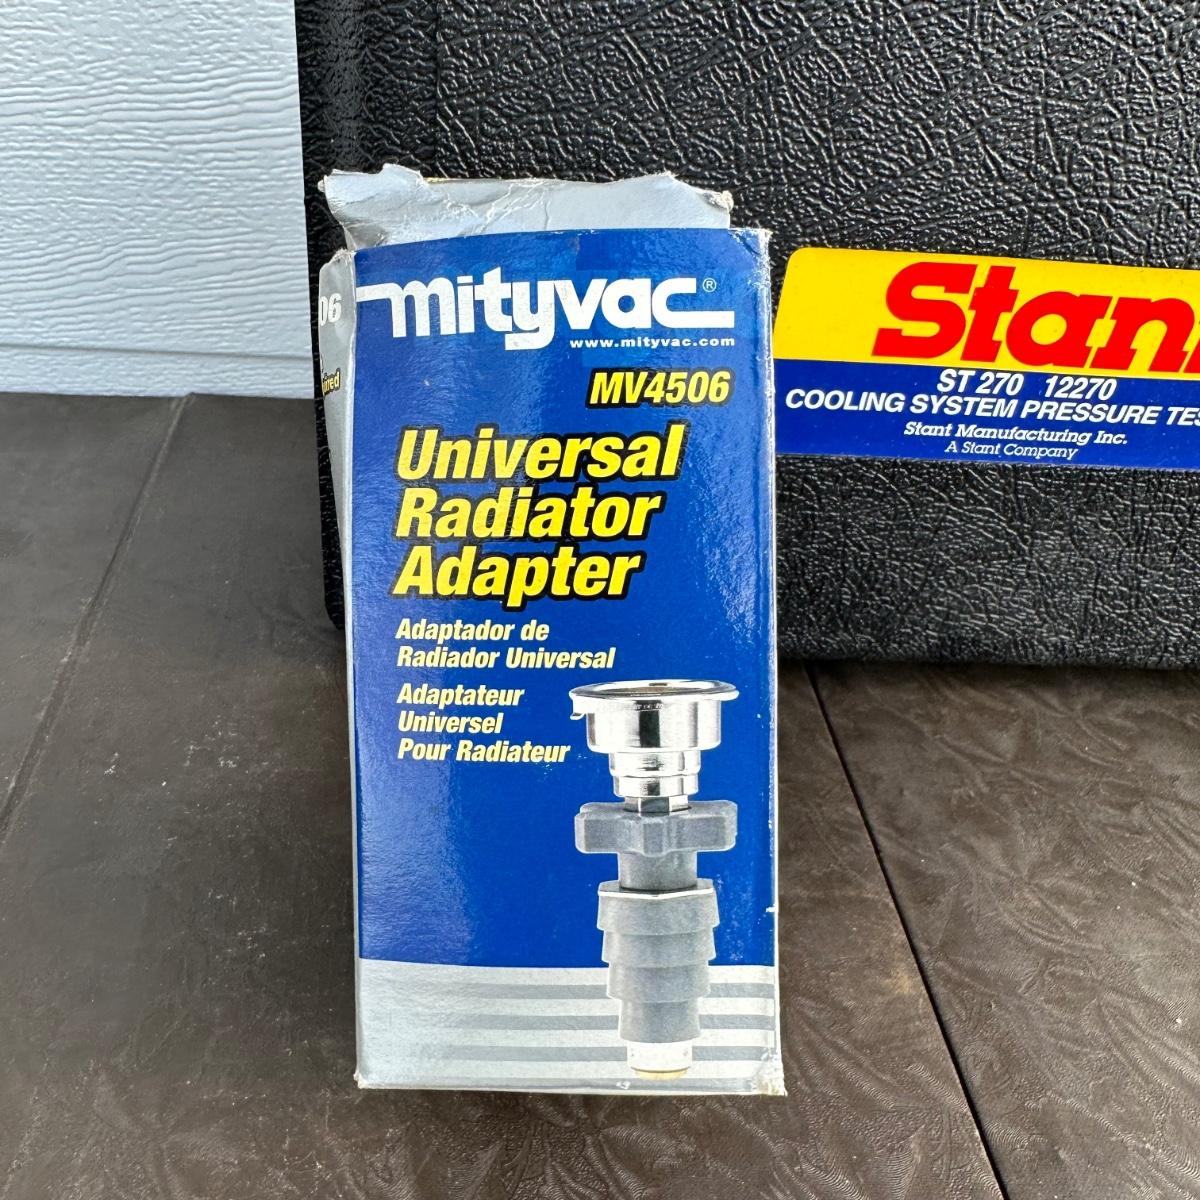 mityvac®
www.mityvac.com
MV4506
Universal
Radiator
Adapter
Adaptador de
Radiador Universal
Adaptateur
Universel
Pour Radiateur
06
Stan
ST 270 12270
COOLING SYSTEM PRESSURE TES
Stant Manufacturing Inc.
A Stant Company